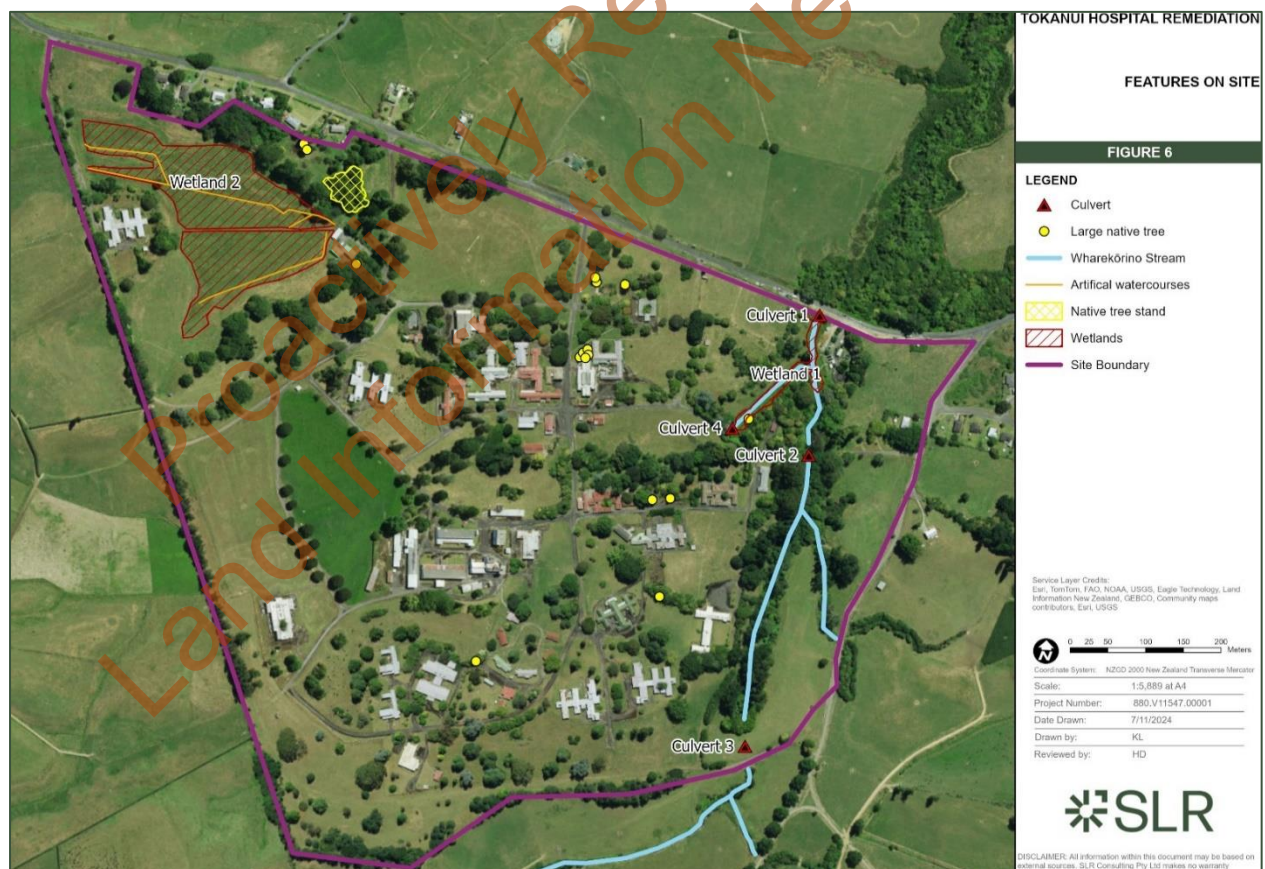 TOKANUI HOSPITAL REMEDIATION
FEATURES ON SITE
FIGURE 6
LEGEND
Culvert
Large native tree
Wharekōrino Stream
Artifical watercourses
Native tree stand
Wetlands
Site Boundary
Wetland 2
Culvert 1
Wetland 1
Culvert 4
Culvert 2
Culvert 3
Service Layer Credits:
Esri, TomTom, FAO, NOAA, USGS, Eagle Technology, Land
Information New Zealand, GEBCO, Community maps
contributors, Esri, USGS
N
0 25 50 100 150 200
Meters
Coordinate System: NZGD 2000 New Zealand Transverse Mercator
Scale: 1:5,889 at A4
Project Number: 880.V11547.00001
Date Drawn: 7/11/2024
Drawn by: KL
Reviewed by: HD
SLR
DISCLAIMER: All information within this document may be based on
external sources. SLR Consulting Pty Ltd makes no warranty
Proactively Re
Land Information Ne